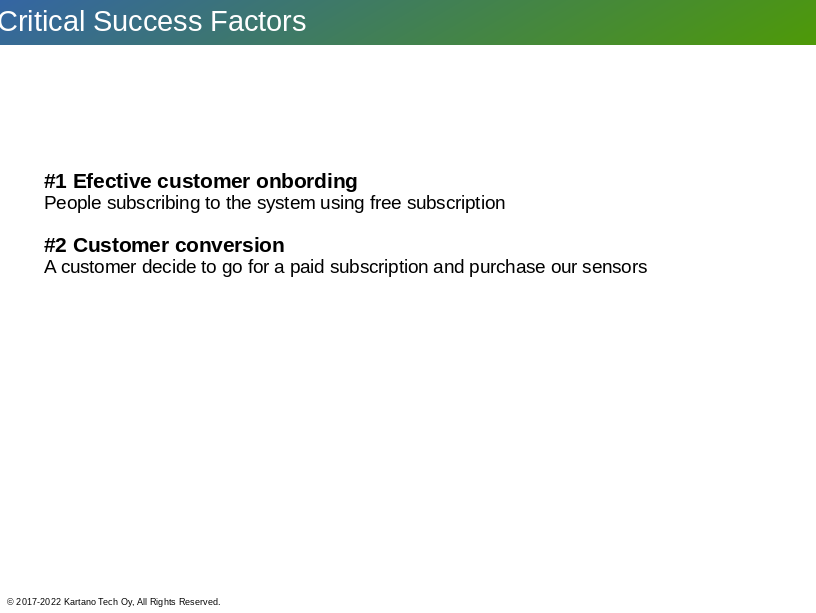 Critical Success Factors
#1 Efective customer onbording
People subscribing to the system using free subscription
#2 Customer conversion
A customer decide to go for a paid subscription and purchase our sensors
© 2017-2022 Kartano Tech Oy, All Rights Reserved.